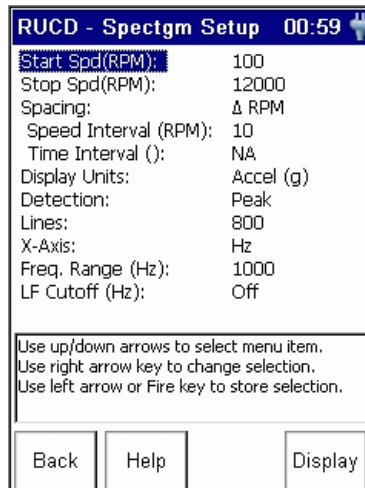 RUCD - Spectgm Setup 00:59
Start Spd(RPM): 100
Stop Spd(RPM): 12000
Spacing: Δ RPM
Speed Interval (RPM): 10
Time Interval (): NA
Display Units: Accel (g)
Detection: Peak
Lines: 800
X-Axis: Hz
Freq. Range (Hz): 1000
LF Cutoff (Hz): Off
Use up/down arrows to select menu item.
Use right arrow key to change selection.
Use left arrow or Fire key to store selection.
Back Help Display